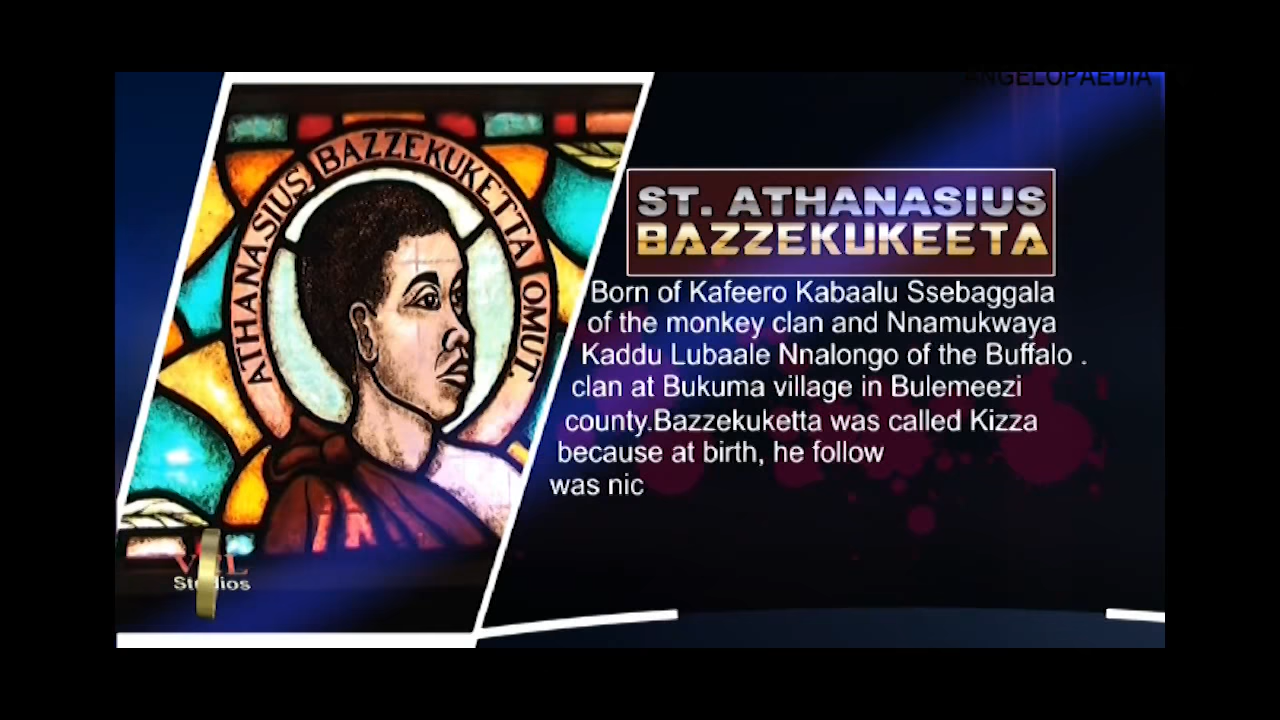 ANGELOPAEDIA
ATHANASIUS BAZZEKUKETTA OMUT.
ST. ATHANASIUS
BAZZEKUKEETA
Born of Kafeero Kabaalu Ssebaggala
of the monkey clan and Nnamukwaya
Kaddu Lubaale Nnalongo of the Buffalo .
clan at Bukuma village in Bulemeezi
county.Bazzekuketta was called Kizza
because at birth, he follow
was nic
Studios